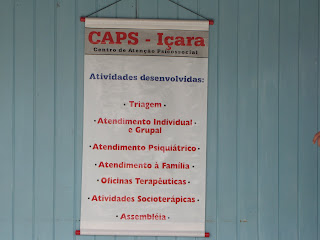 CAPS - Içara
Centro de Atenção Psicossocial
Atividades desenvolvidas:
· Triagem ·
· Atendimento Individual ·
e Grupal
· Atendimento Psiquiátrico ·
· Atendimento à Família ·
· Oficinas Terapêuticas ·
· Atividades Socioterápicas ·
· Assembléia ·